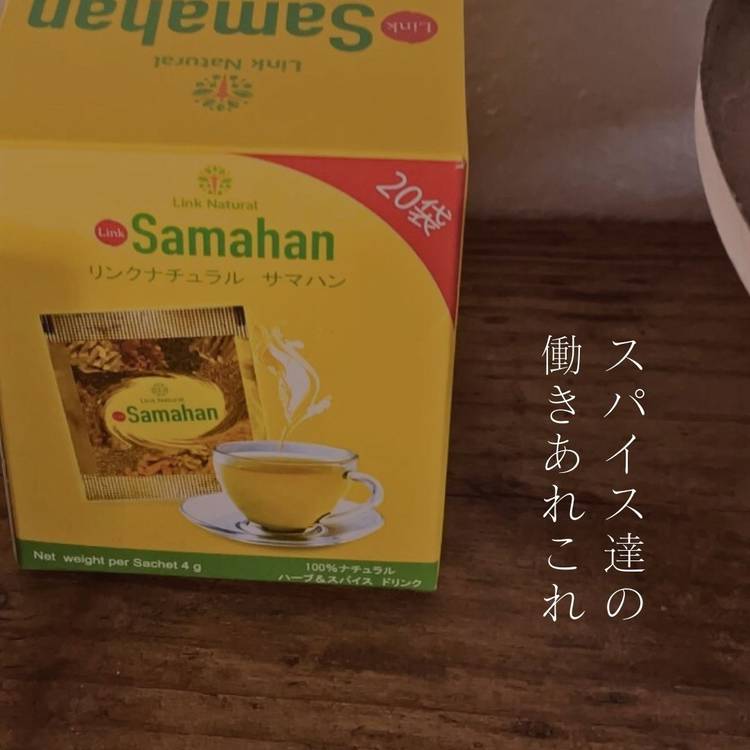 Link Samahan
Link Natural
Link Natural
Link Samahan
リンクナチュラル サマハン
20袋
Link Natural
Link Samahan
Net weight per Sachet 4 g
100%ナチュラル
ハーブ&スパイス ドリンク
スパイス達の
働きあれこれ